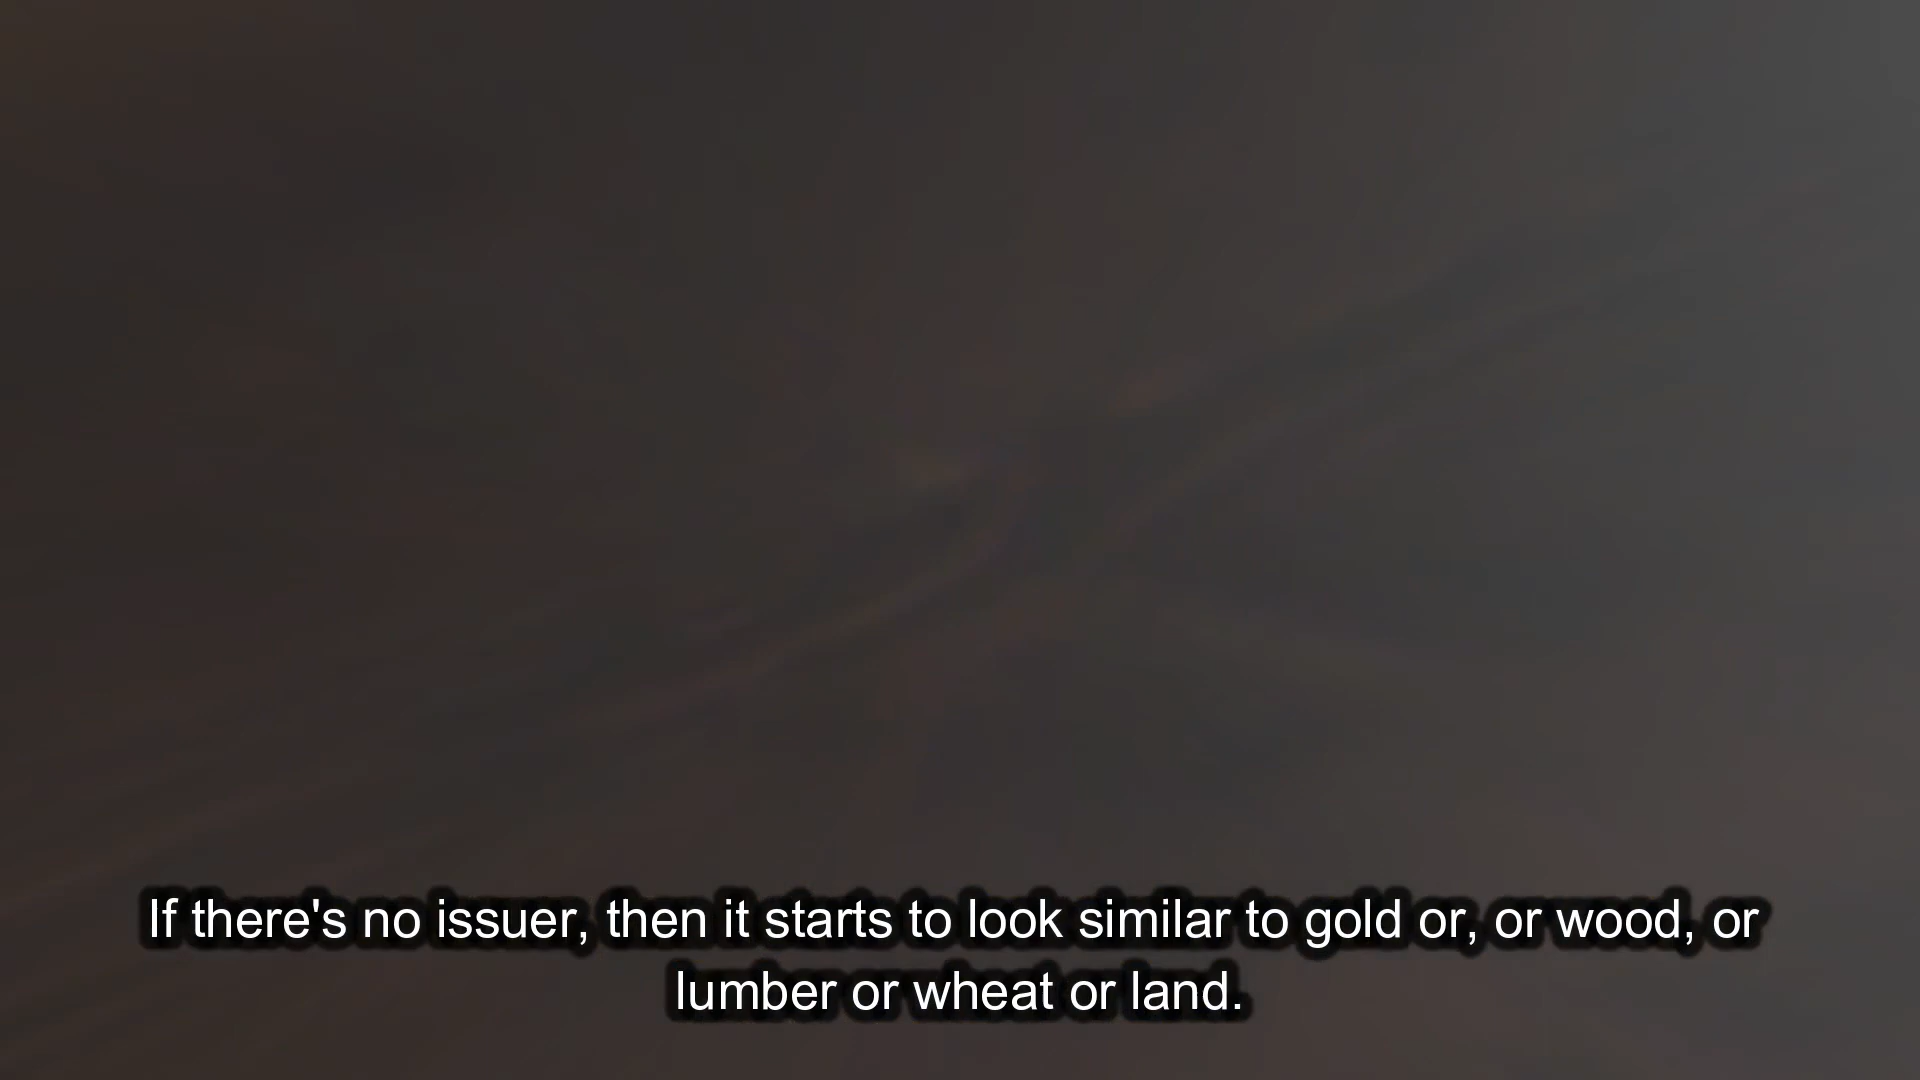 If there's no issuer, then it starts to look similar to gold or, or wood, or
lumber or wheat or land.